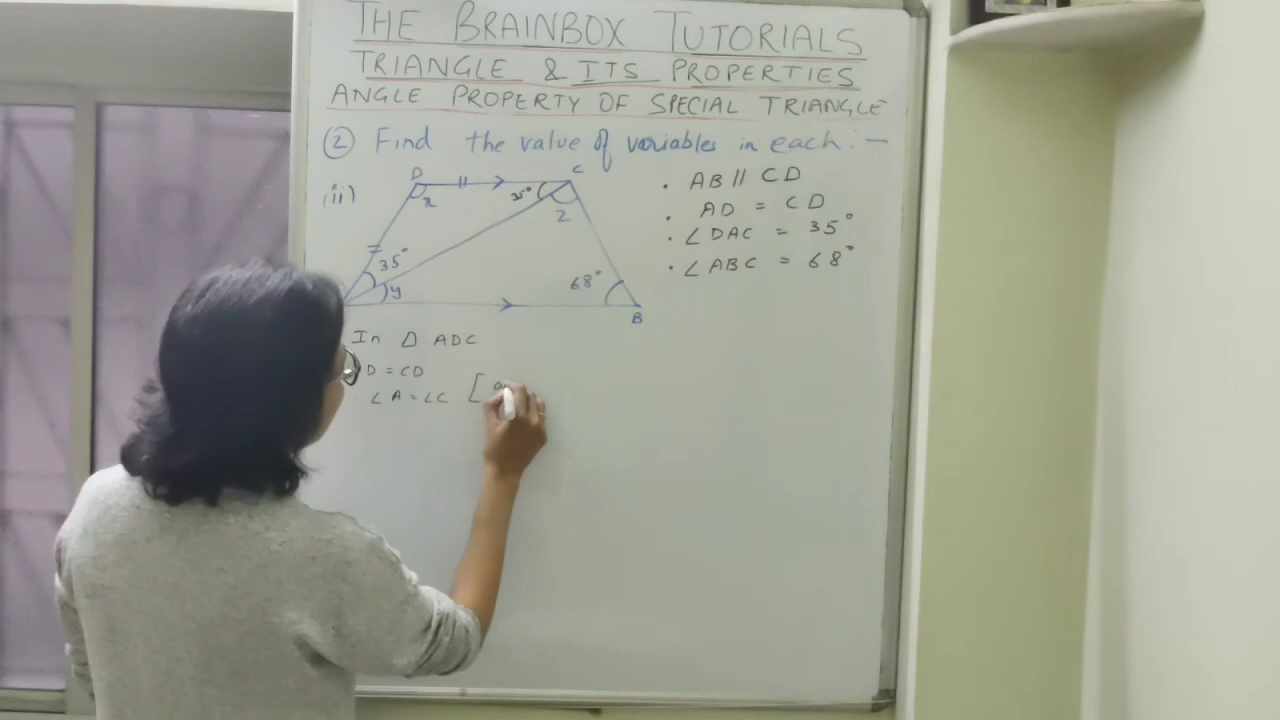 THE BRAINBOX TUTORIALS
TRIANGLE & ITS PROPERTIES
ANGLE PROPERTY OF SPECIAL TRIANGLE
② Find the value of variables in each :-
(ii)
D
C
x
35°
z
35°
y
68°
B
. AB // CD
. AD = CD
. ∠DAC = 35°
. ∠ABC = 68°
In Δ ADC
D = CD
∠A = ∠C [